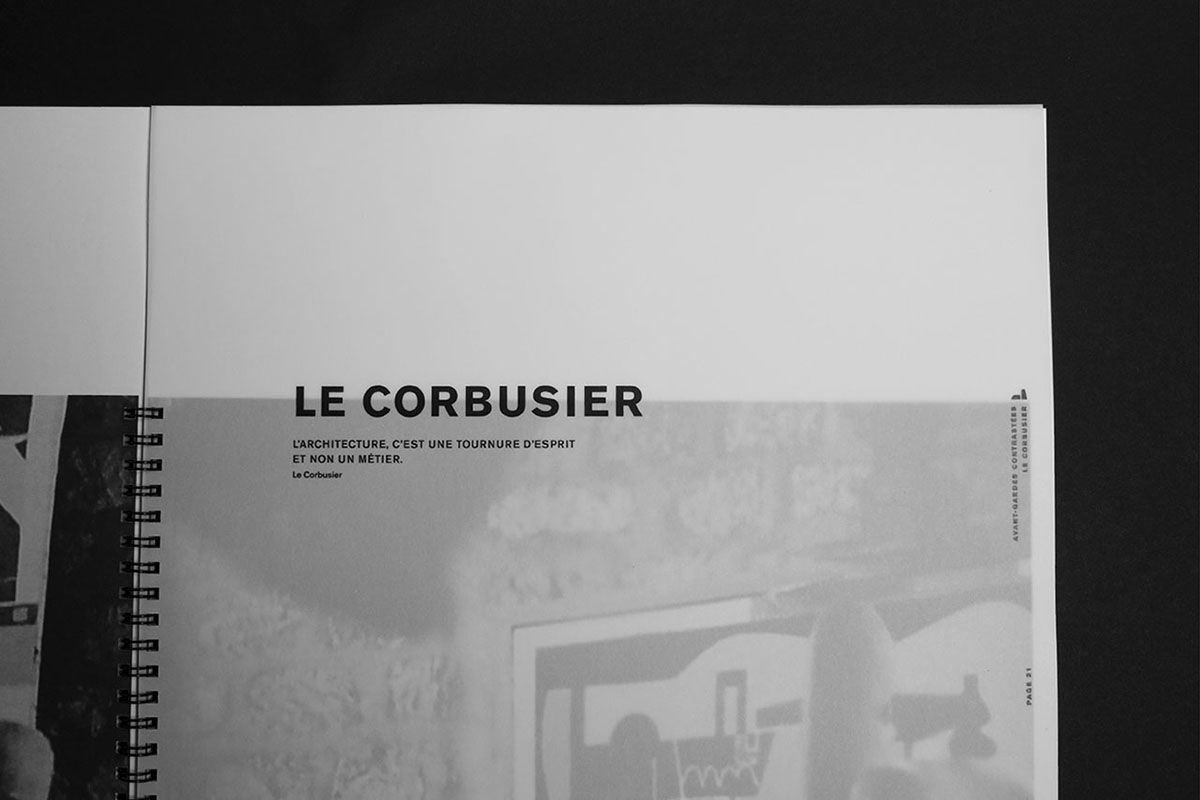 LE CORBUSIER
L'ARCHITECTURE, C'EST UNE TOURNURE D'ESPRIT
ET NON UN MÉTIER.
Le Corbusier
AVANT-GARDES CONTRASTÉES
LE CORBUSIER
PAGE 21